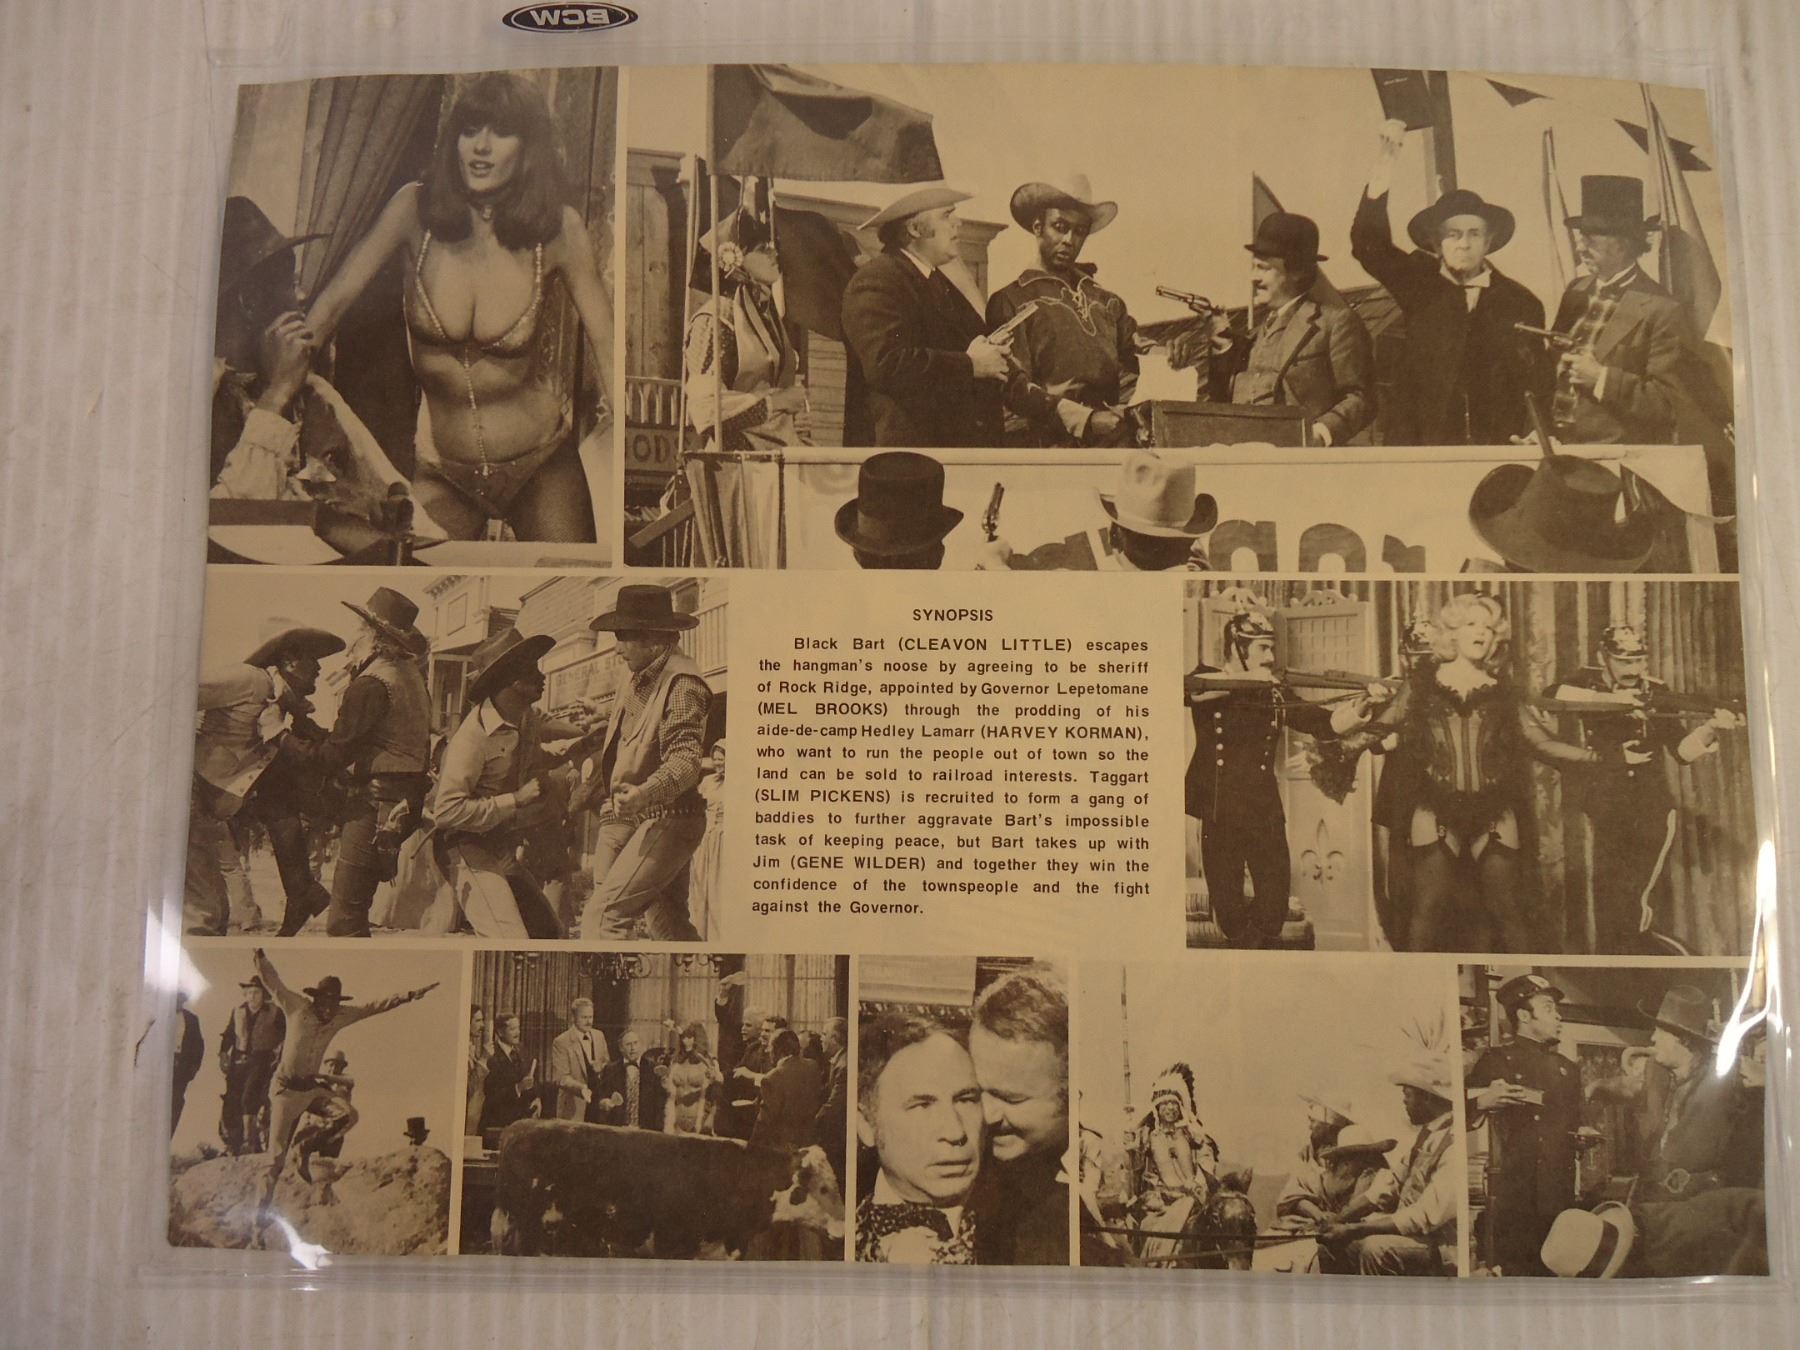 BCW
SYNOPSIS
Black Bart (CLEAVON LITTLE) escapes
the hangman's noose by agreeing to be sheriff
of Rock Ridge, appointed by Governor Lepetomane
(MEL BROOKS) through the prodding of his
aide-de-camp Hedley Lamarr (HARVEY KORMAN),
who want to run the people out of town so the
land can be sold to railroad interests. Taggart
(SLIM PICKENS) is recruited to form a gang of
baddies to further aggravate Bart's impossible
task of keeping peace, but Bart takes up with
Jim (GENE WILDER) and together they win the
confidence of the townspeople and the fight
against the Governor.
GENERAL ST